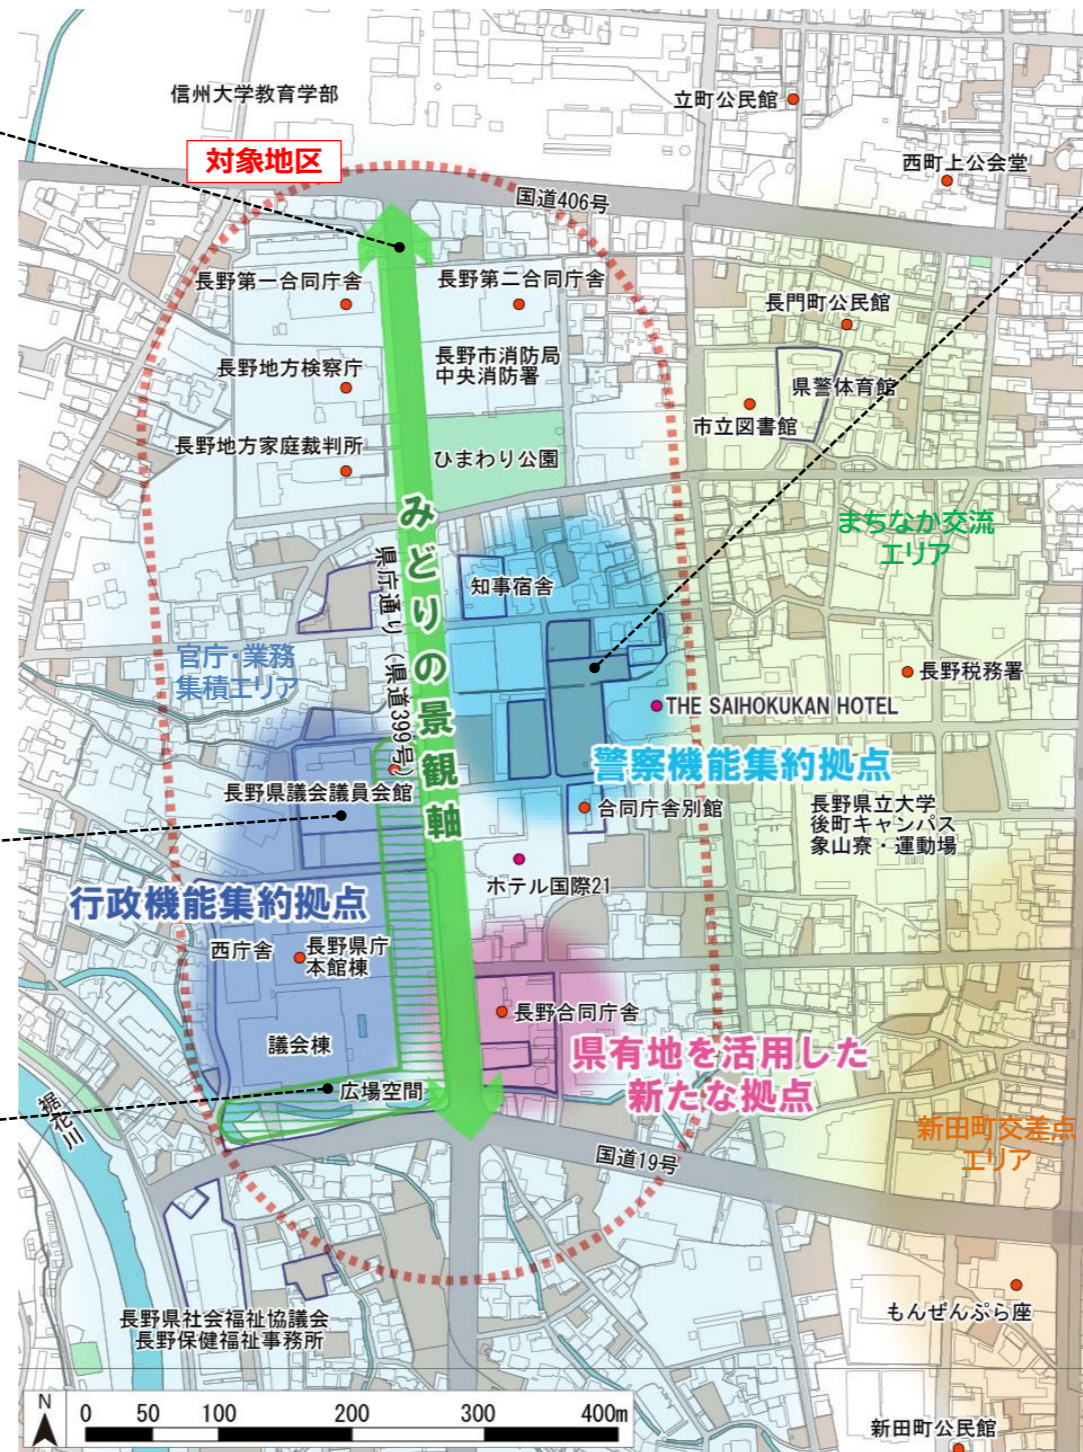 信州大学教育学部
立町公民館
対象地区
西町上公会堂
国道406号
長野第一合同庁舎
長野第二合同庁舎
長門町公民館
長野市消防局
中央消防署
長野地方検察庁
県警体育館
市立図書館
長野地方家庭裁判所
ひまわり公園
まちなか交流
エリア
みどりの景観軸
県庁通り(県道399号)
知事宿舎
官庁・業務
集積エリア
長野税務署
THE SAIHOKUKAN HOTEL
警察機能集約拠点
長野県議会議員会館
合同庁舎別館
長野県立大学
後町キャンパス
象山寮・運動場
ホテル国際21
行政機能集約拠点
西庁舎
長野県庁
本館棟
長野合同庁舎
議会棟
県有地を活用した
新たな拠点
広場空間
裾花川
新田町交差点
エリア
国道19号
長野県社会福祉協議会
長野保健福祉事務所
もんぜんぷら座
新田町公民館
N
0 50 100 200 300 400m